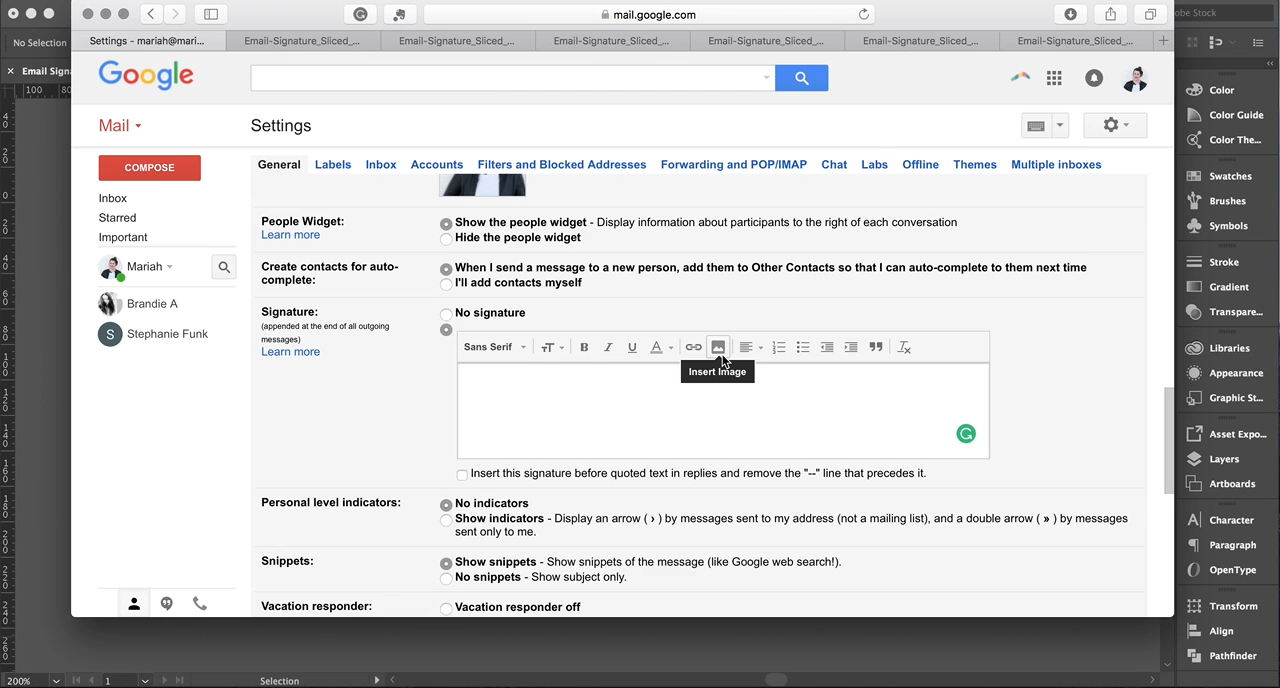 mail.google.com
obe Stock
No Selection
Settings - mariah@mari...
Email-Signature_Sliced_...
Email-Signature_Sliced_...
Email-Signature_Sliced_...
Email-Signature_Sliced_...
Email-Signature_Sliced_...
Email-Signature_Sliced_...
× Email Signa
100
80
Google
Mail
Settings
COMPOSE
General Labels Inbox Accounts Filters and Blocked Addresses Forwarding and POP/IMAP Chat Labs Offline Themes Multiple inboxes
Inbox
Starred
Important
Mariah
Brandie A
S Stephanie Funk
People Widget:
Learn more
Show the people widget - Display information about participants to the right of each conversation
Hide the people widget
Create contacts for auto-
complete:
When I send a message to a new person, add them to Other Contacts so that I can auto-complete to them next time
I'll add contacts myself
Signature:
(appended at the end of all outgoing
messages)
Learn more
No signature
Sans Serif
Insert Image
Insert this signature before quoted text in replies and remove the "--" line that precedes it.
Personal level indicators:
No indicators
Show indicators - Display an arrow ( › ) by messages sent to my address (not a mailing list), and a double arrow ( » ) by messages
sent only to me.
Snippets:
Show snippets - Show snippets of the message (like Google web search!).
No snippets - Show subject only.
Vacation responder:
Vacation responder off
Color
Color Guide
Color The...
Swatches
Brushes
Symbols
Stroke
Gradient
Transpare...
Libraries
Appearance
Graphic St...
Asset Expo...
Layers
Artboards
Character
Paragraph
OpenType
Transform
Align
Pathfinder
200%
1
Selection